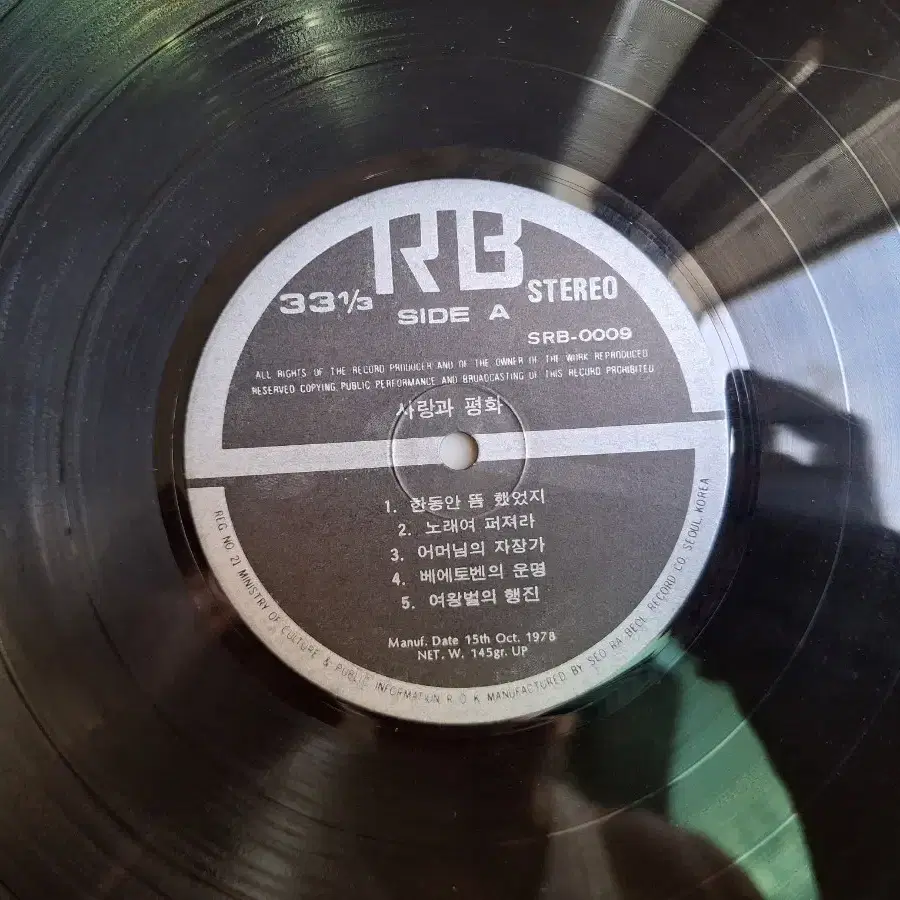 RB
33 1/3
SIDE A
STEREO
SRB-0009
ALL RIGHTS OF THE RECORD PRODUCER AND OF THE OWNER OF THE WORK REPRODUCED
RESERVED COPYING, PUBLIC PERFORMANCE AND BROADCASTING OF THIS RECORD PROHIBITED
사랑과 평화
1. 한동안 뜸 했었지
2. 노래여 퍼져라
3. 어머님의 자장가
4. 베에토벤의 운명
5. 여왕벌의 행진
Manuf. Date 15th Oct. 1978
NET. W. 145gr. UP
REG NO. 21 MINISTRY OF CULTURE & PUBLIC INFORMATION R O K MANUFACTURED BY SEO RA BEUL RECORD CO. SEOUL KOREA